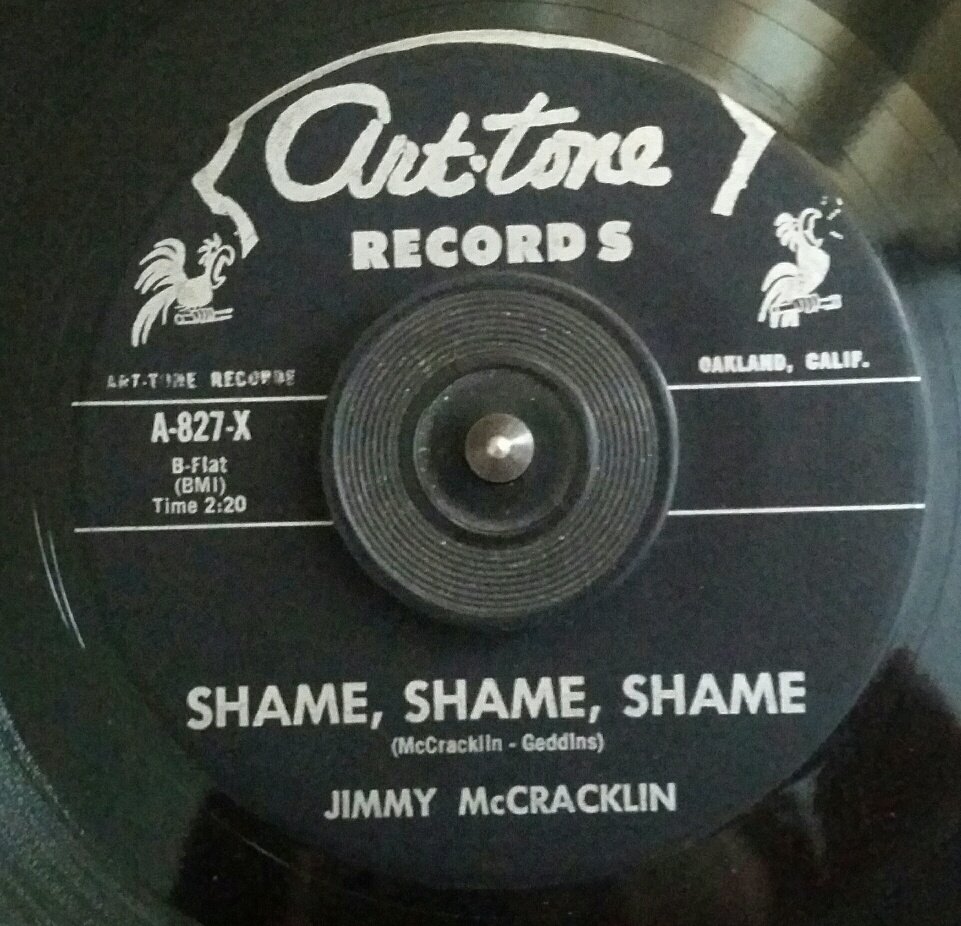 Art-tone
RECORDS
ART-TONE RECORDS
OAKLAND, CALIF.
A-827-X
B-Flat
(BMI)
Time 2:20
SHAME, SHAME, SHAME
(McCracklin - Geddins)
JIMMY McCRACKLIN